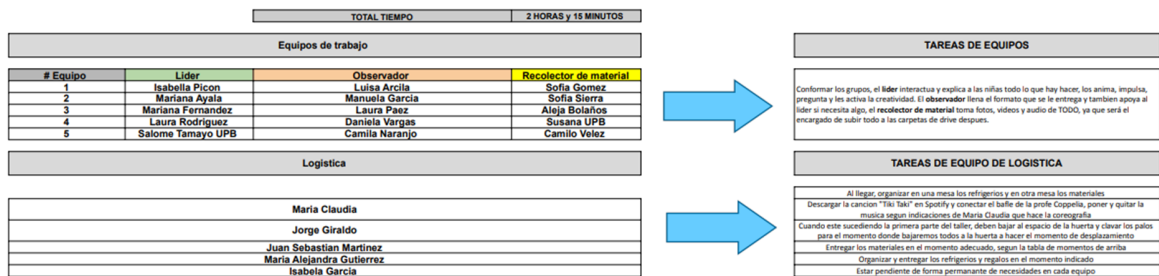 TOTAL TIEMPO 2 HORAS y 15 MINUTOS
Equipos de trabajo
# Equipo Lider Observador Recolector de material
1 Isabella Picon Luisa Arcila Sofia Gomez
2 Mariana Ayala Manuela Garcia Sofia Sierra
3 Mariana Fernandez Laura Paez Aleja Bolaños
4 Laura Rodriguez Daniela Vargas Susana UPB
5 Salome Tamayo UPB Camila Naranjo Camilo Velez
TAREAS DE EQUIPOS
Conformar los grupos, el lider interactua y explica a las niñas todo lo que hay hacer, los anima, impulsa,
pregunta y les activa la creatividad. El observador llena el formato que se le entrega y tambien apoya al
lider si necesita algo, el recolector de material toma fotos, videos y audio de TODO, ya que será el
encargado de subir todo a las carpetas de drive despues.
Logistica
Maria Claudia
Jorge Giraldo
Juan Sebastian Martinez
Maria Alejandra Gutierrez
Isabela Garcia
TAREAS DE EQUIPO DE LOGISTICA
Al llegar, organizar en una mesa los refrigerios y en otra mesa los materiales
Descargar la cancion "Tiki Taki" en Spotify y conectar el bafle de la profe Coppelia, poner y quitar la
musica segun indicaciones de Maria Claudia que hace la coreografia
Cuando este sucediendo la primera parte del taller, deben bajar al espacio de la huerta y clavar los palos
para el momento donde bajaremos todos a la huerta a hacer el momento de desplazamiento
Entregar los materiales en el momento adecuado, segun la tabla de momentos de arriba
Organizar y entregar los refrigerios y regalos en el momento indicado
Estar pendiente de forma permanante de necesidades en cada equipo